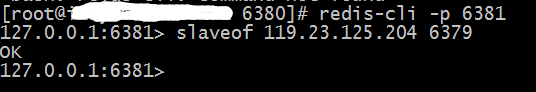 [root@i 6380]# redis-cli -p 6381
127.0.0.1:6381> slaveof 119.23.125.204 6379
OK
127.0.0.1:6381>